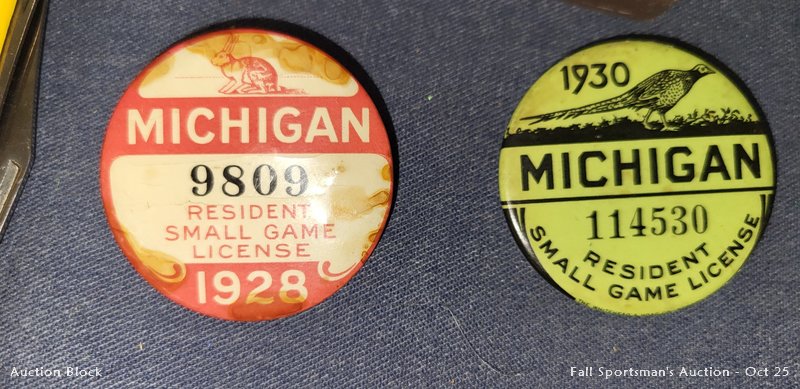 MICHIGAN
9809
RESIDENT
SMALL GAME
LICENSE
1928
1930
MICHIGAN
114530
RESIDENT
SMALL GAME LICENSE
Auction Block
Fall Sportsman's Auction - Oct 25